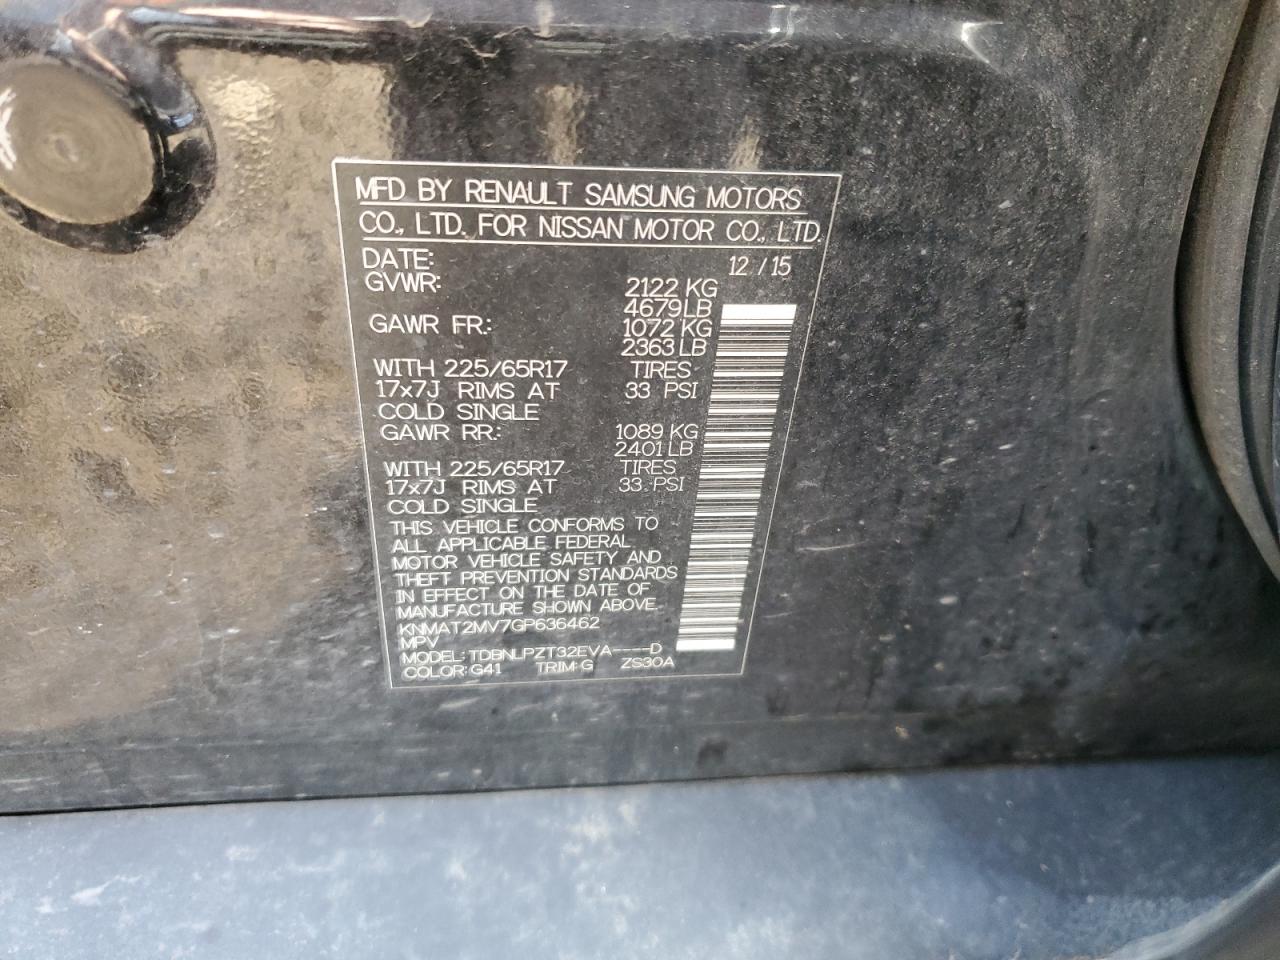 MFD BY RENAULT SAMSUNG MOTORS
CO., LTD. FOR NISSAN MOTOR CO., LTD.
DATE: 12 / 15
GVWR: 2122 KG
4679 LB
GAWR FR.: 1072 KG
2363 LB
WITH 225/65R17 TIRES
17x7J RIMS AT 33 PSI
COLD SINGLE
GAWR RR.: 1089 KG
2401 LB
WITH 225/65R17 TIRES
17x7J RIMS AT 33 PSI
COLD SINGLE
THIS VEHICLE CONFORMS TO
ALL APPLICABLE FEDERAL
MOTOR VEHICLE SAFETY AND
THEFT PREVENTION STANDARDS
IN EFFECT ON THE DATE OF
MANUFACTURE SHOWN ABOVE.
KNMAT2MV7GP636462
MPV
MODEL: TDBNLPZT32EVA----D
COLOR: G41 TRIM: G ZS30A